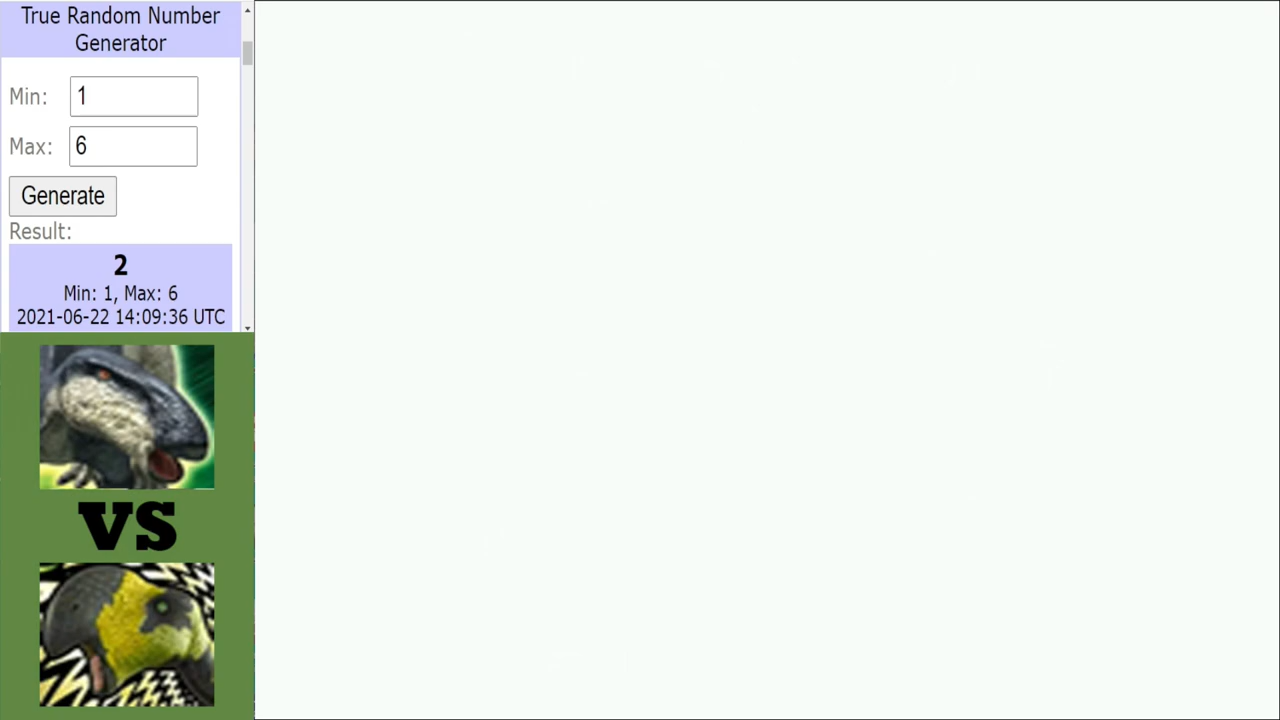 True Random Number
Generator
Min: 1
Max: 6
Generate
Result:
2
Min: 1, Max: 6
2021-06-22 14:09:36 UTC
VS